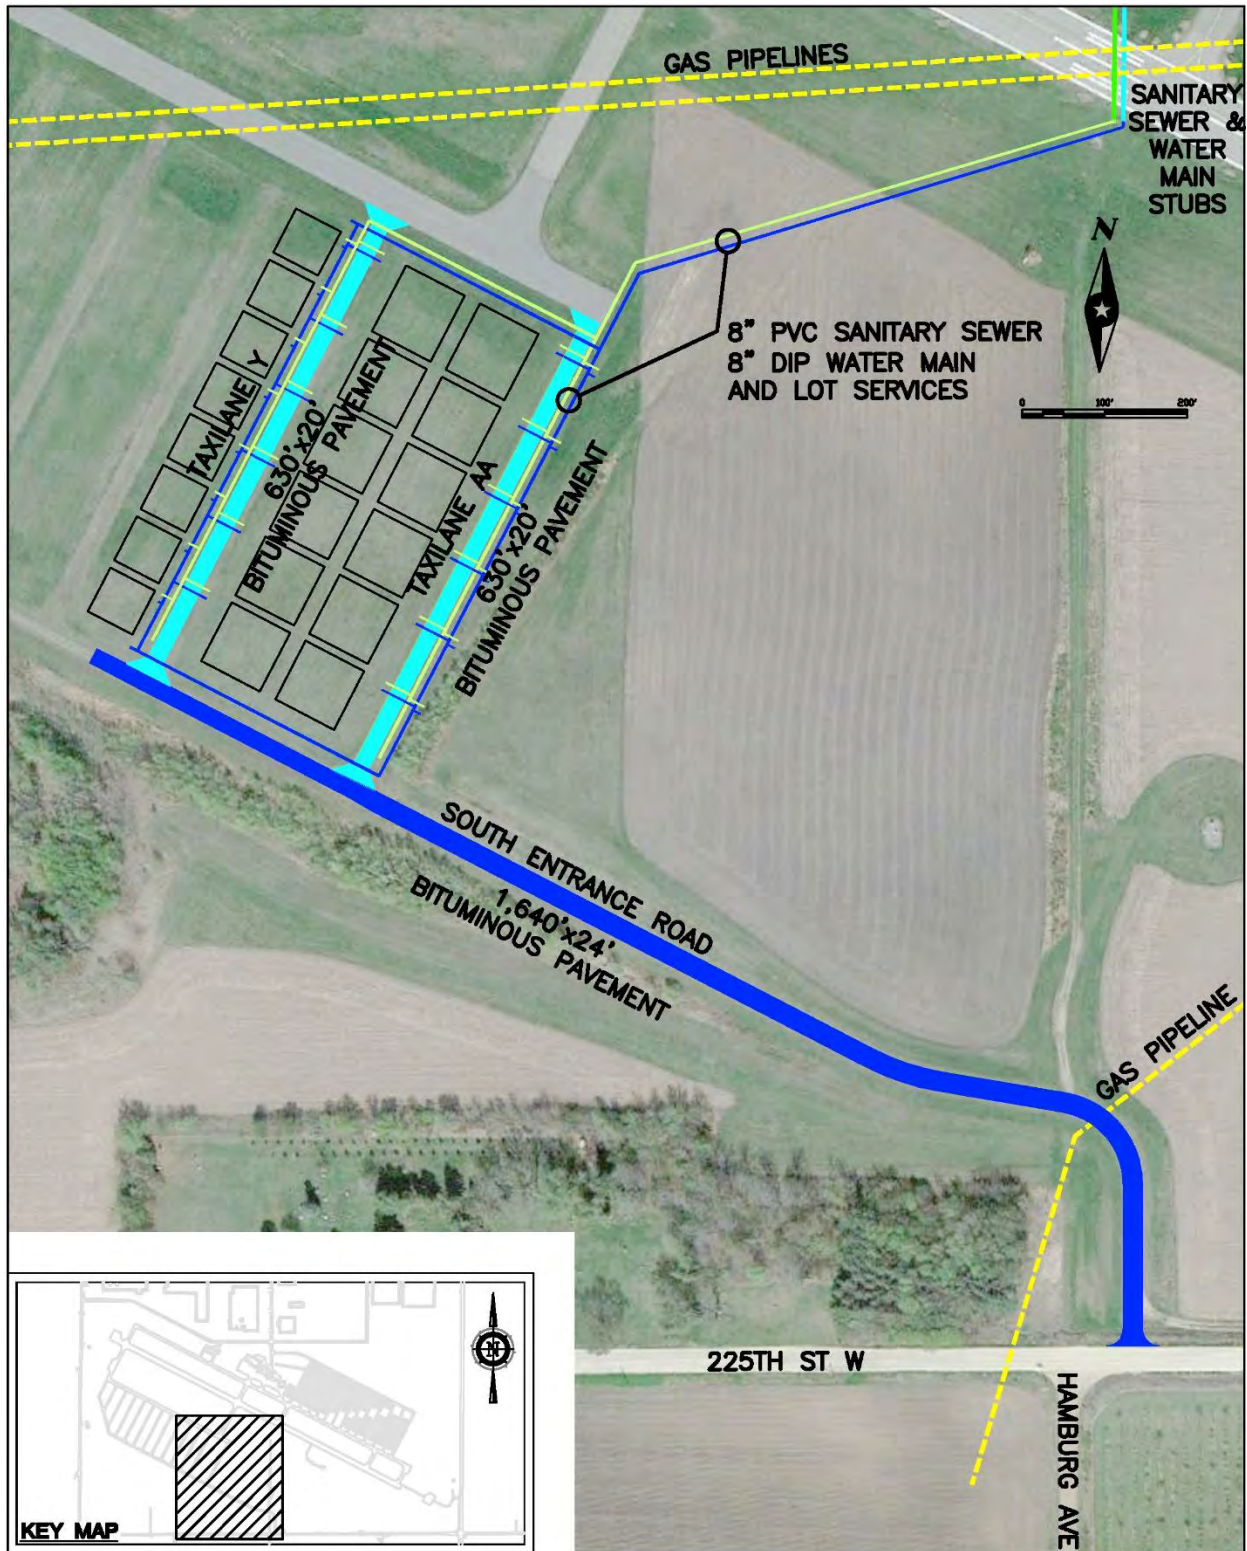 GAS PIPELINES
SANITARY
SEWER &
WATER
MAIN
STUBS
N
8" PVC SANITARY SEWER
8" DIP WATER MAIN
AND LOT SERVICES
0 100' 200'
TAXILANE Y
630'x20'
BITUMINOUS PAVEMENT
TAXILANE AA
630'x20'
BITUMINOUS PAVEMENT
SOUTH ENTRANCE ROAD
1,640'x24'
BITUMINOUS PAVEMENT
GAS PIPELINE
225TH ST W
HAMBURG AVE
N
KEY MAP